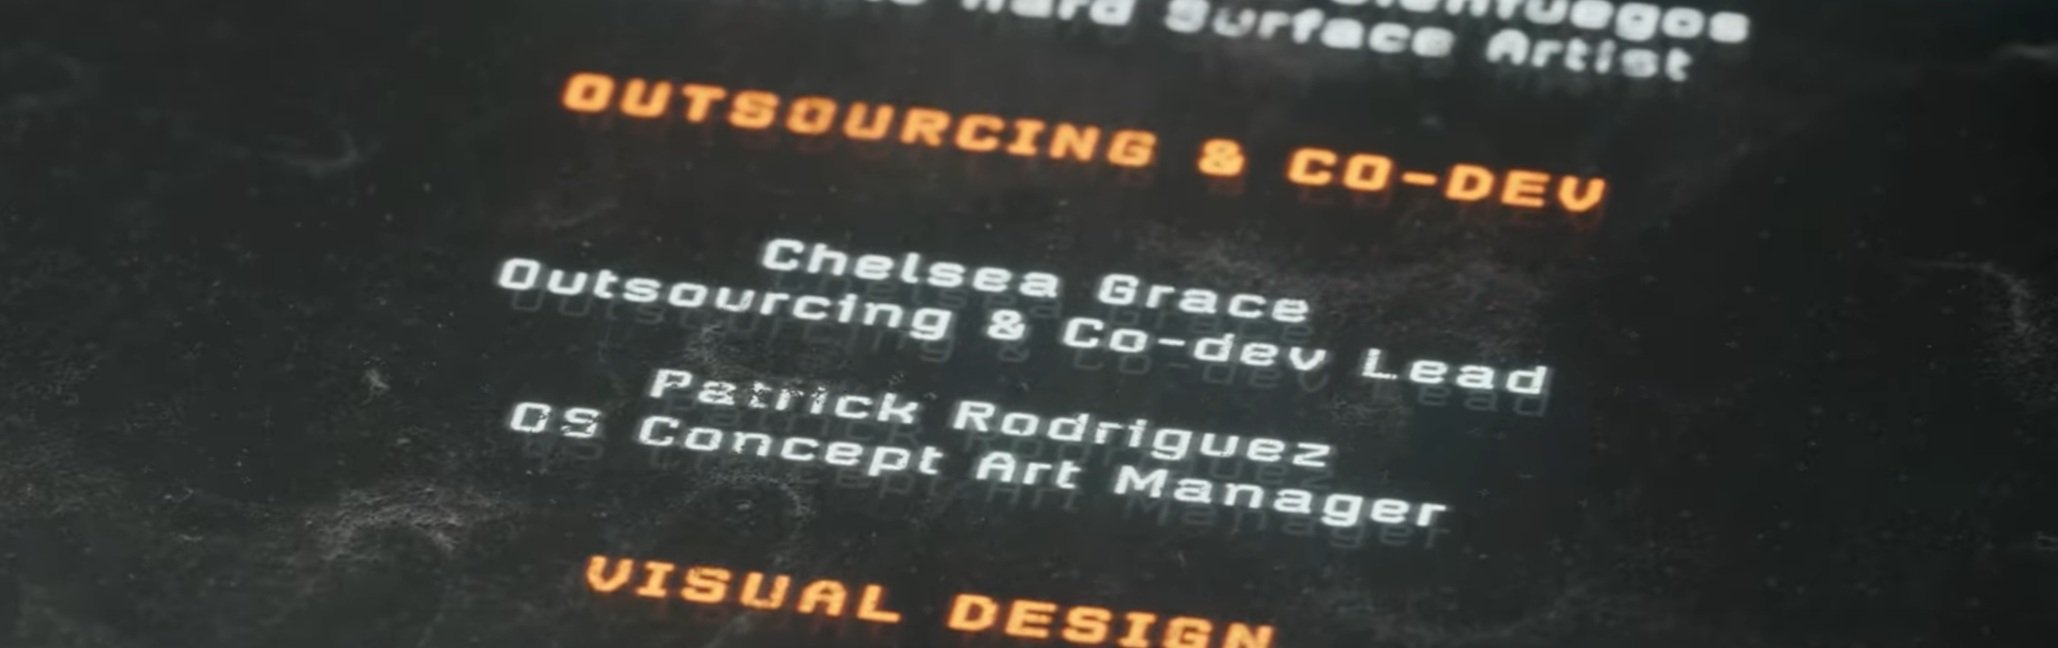 Hard Surface Artist
OUTSOURCING & CO-DEV
Chelsea Grace
Outsourcing & Co-dev Lead
Patrick Rodriguez
OS Concept Art Manager
VISUAL DESIGN